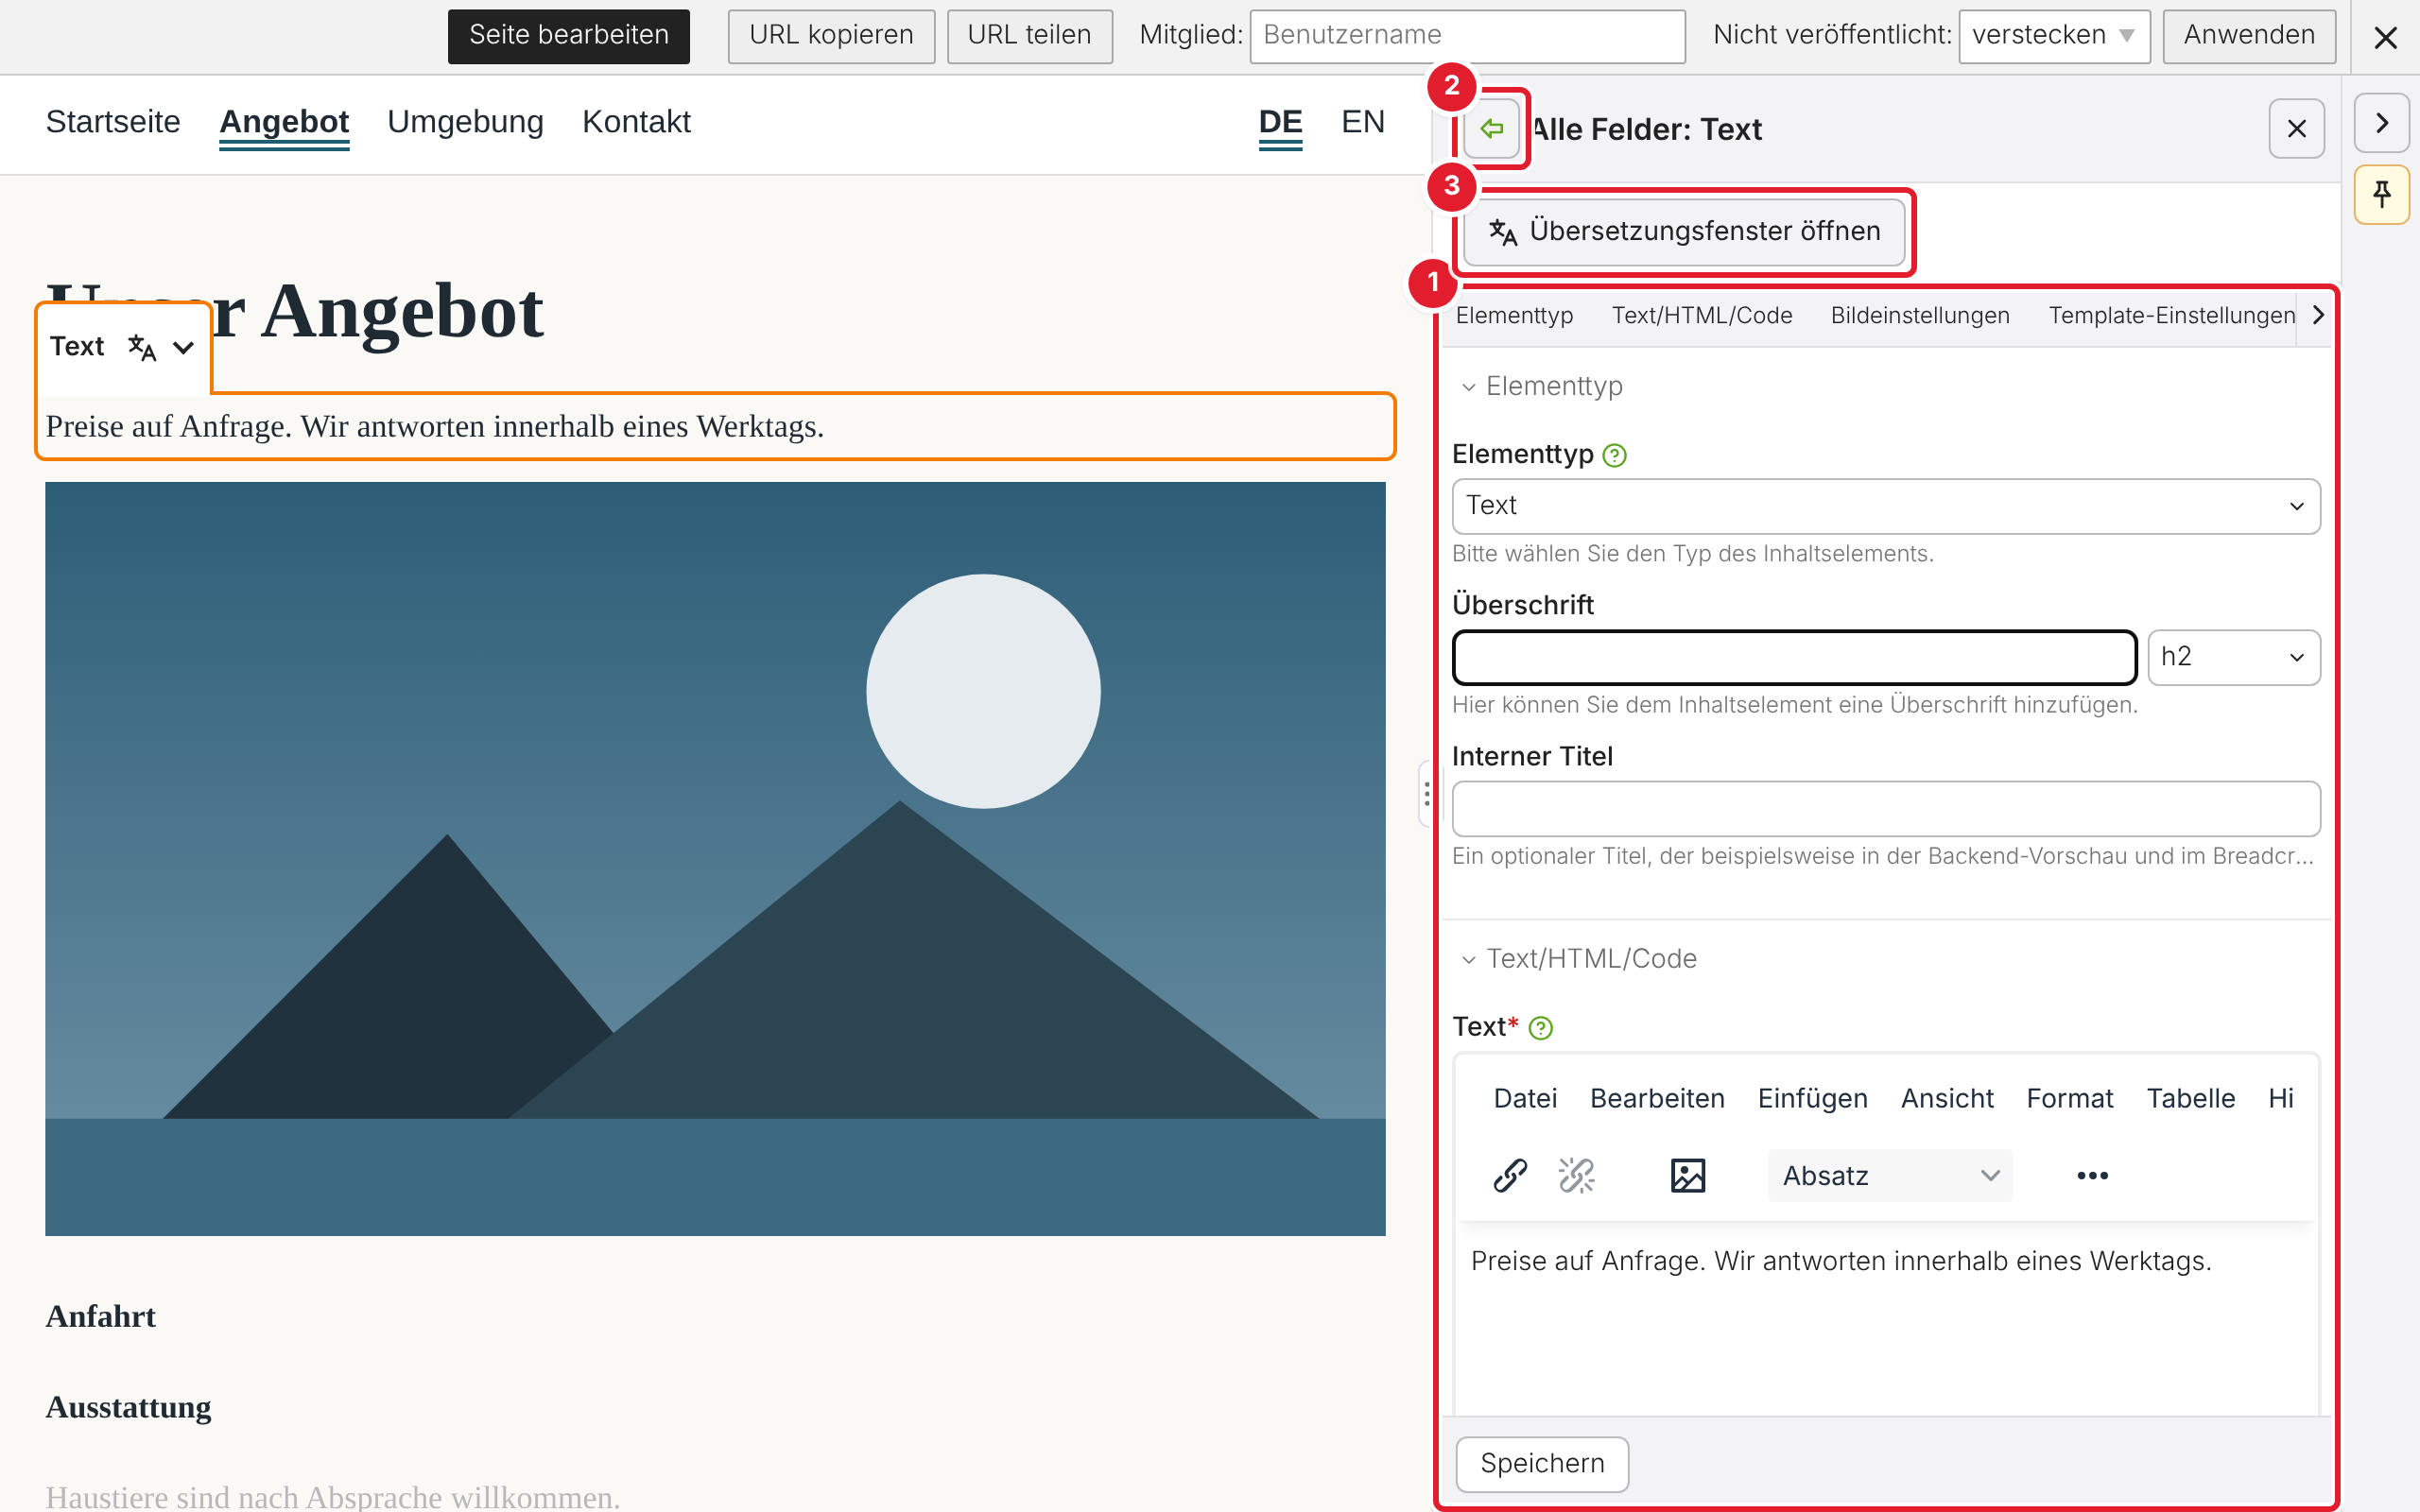 Seite bearbeiten URL kopieren URL teilen Mitglied: Benutzername Nicht veröffentlicht: verstecken Anwenden
Startseite Angebot Umgebung Kontakt DE EN
2
Alle Felder: Text
3
Übersetzungsfenster öffnen
1
Elementtyp Text/HTML/Code Bildeinstellungen Template-Einstellungen
Unser Angebot
Text
Preise auf Anfrage. Wir antworten innerhalb eines Werktags.
Anfahrt
Ausstattung
Haustiere sind nach Absprache willkommen.
Elementtyp
Elementtyp
Text
Bitte wählen Sie den Typ des Inhaltselements.
Überschrift
h2
Hier können Sie dem Inhaltselement eine Überschrift hinzufügen.
Interner Titel
Ein optionaler Titel, der beispielsweise in der Backend-Vorschau und im Breadcr...
Text/HTML/Code
Text*
Datei Bearbeiten Einfügen Ansicht Format Tabelle Hi
Absatz
Preise auf Anfrage. Wir antworten innerhalb eines Werktags.
Speichern